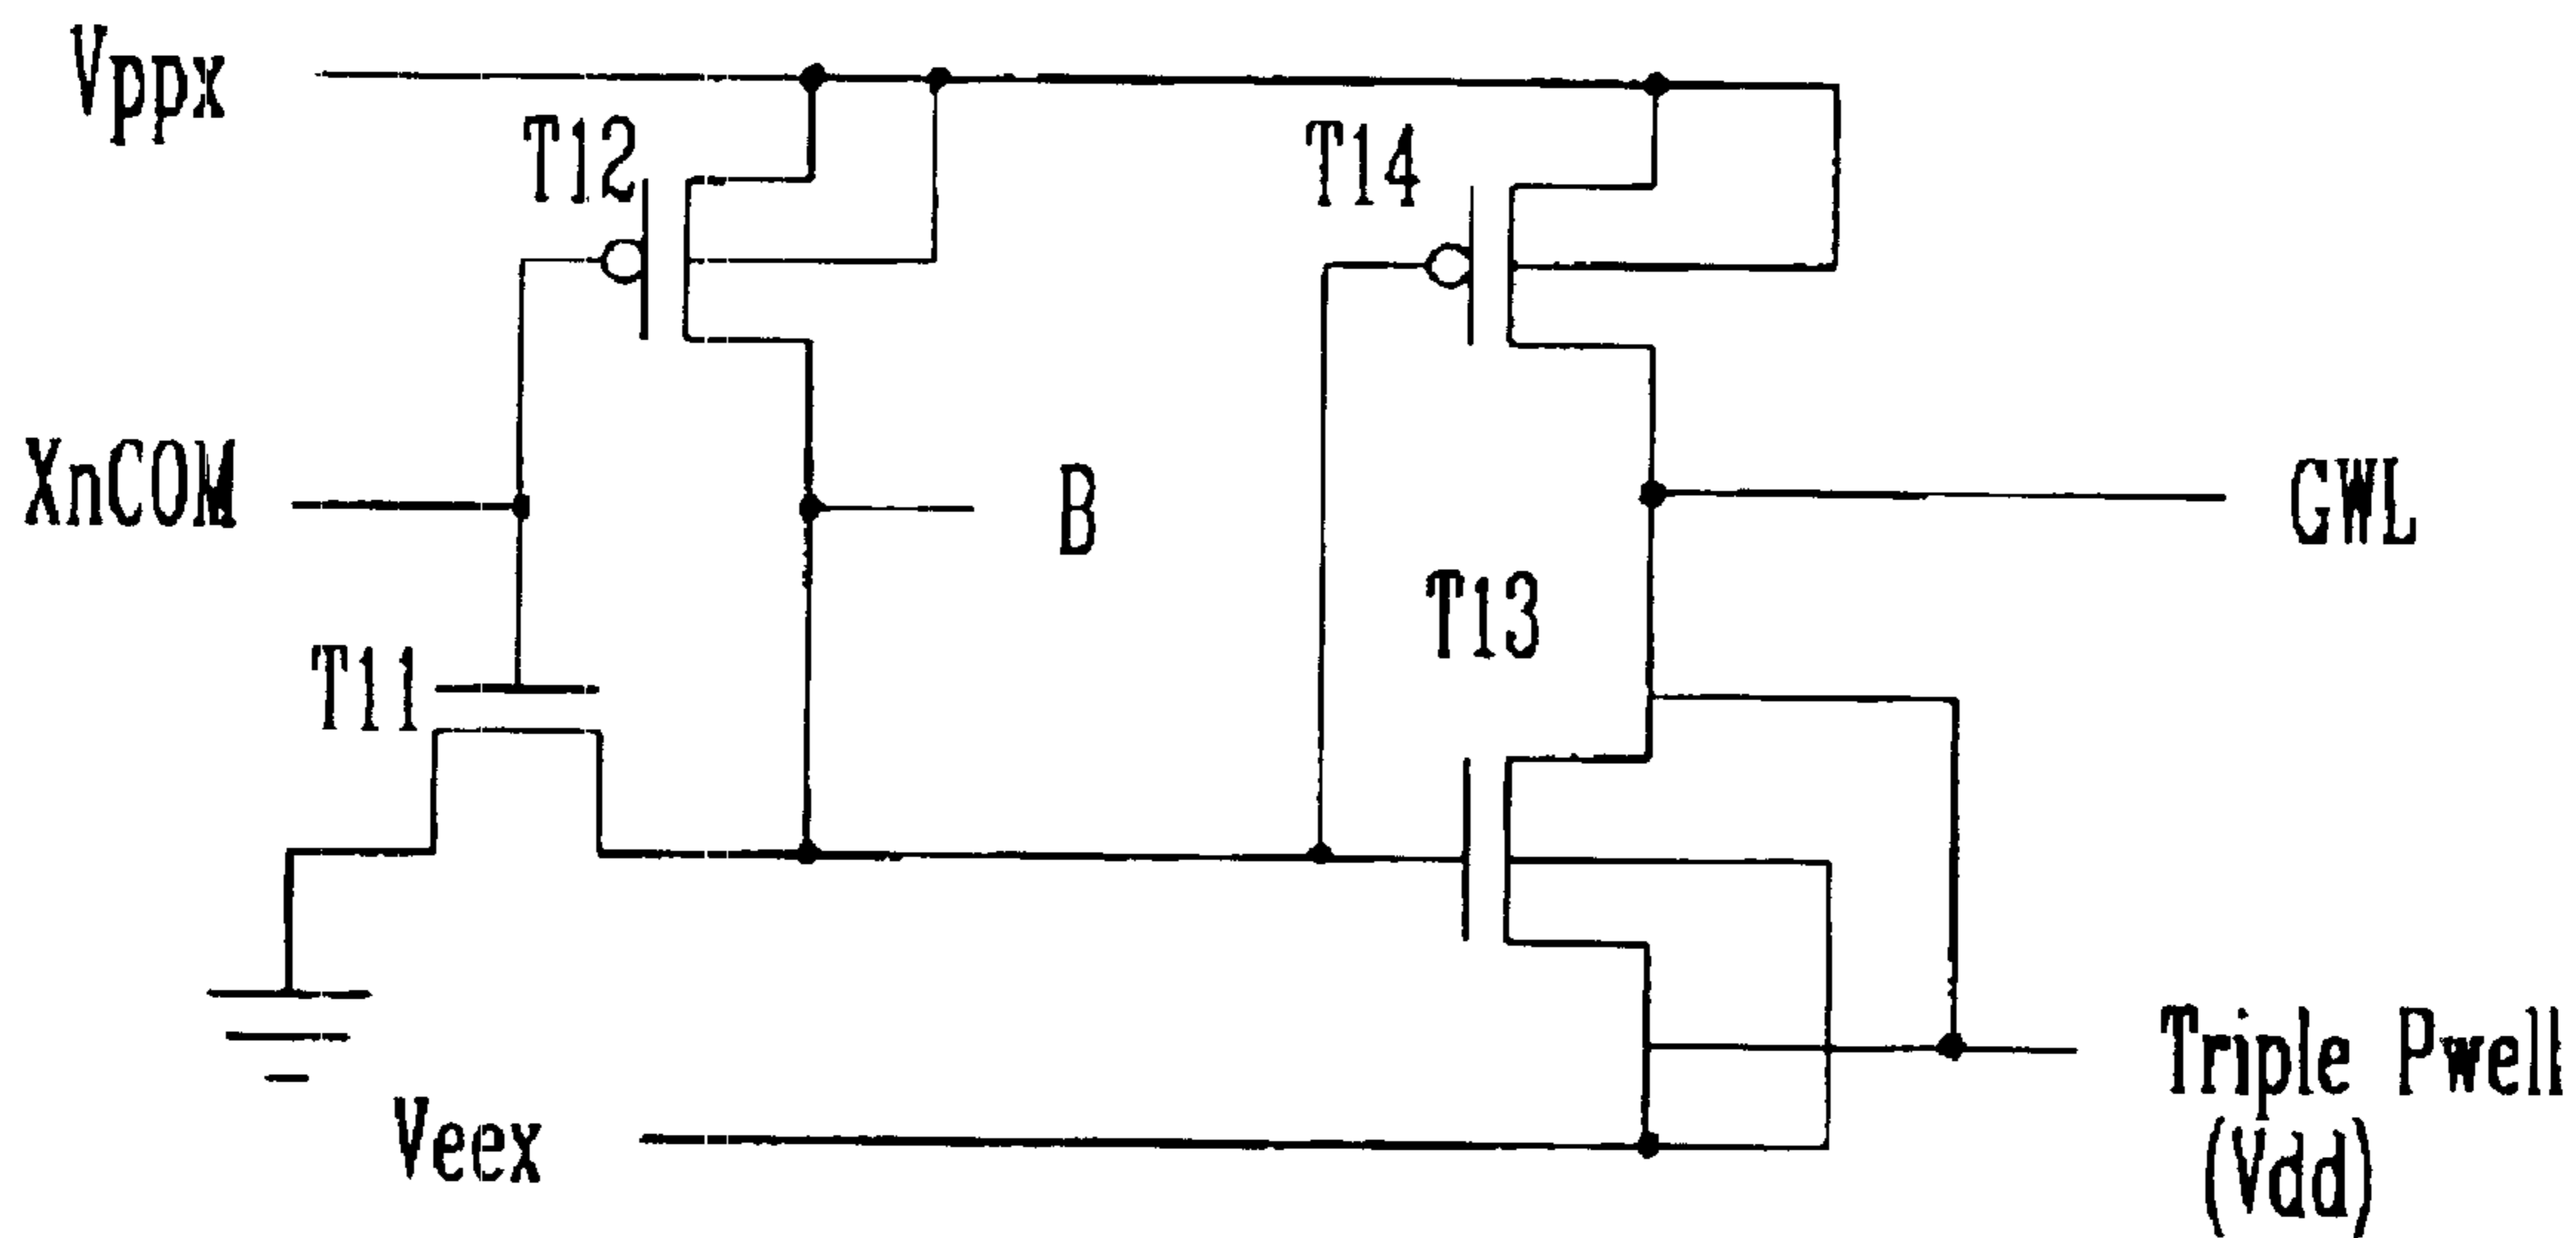 Vppx
T12
T14
XnCOM
B
GWL
T13
T11
Triple Pwell
(Vdd)
Veex